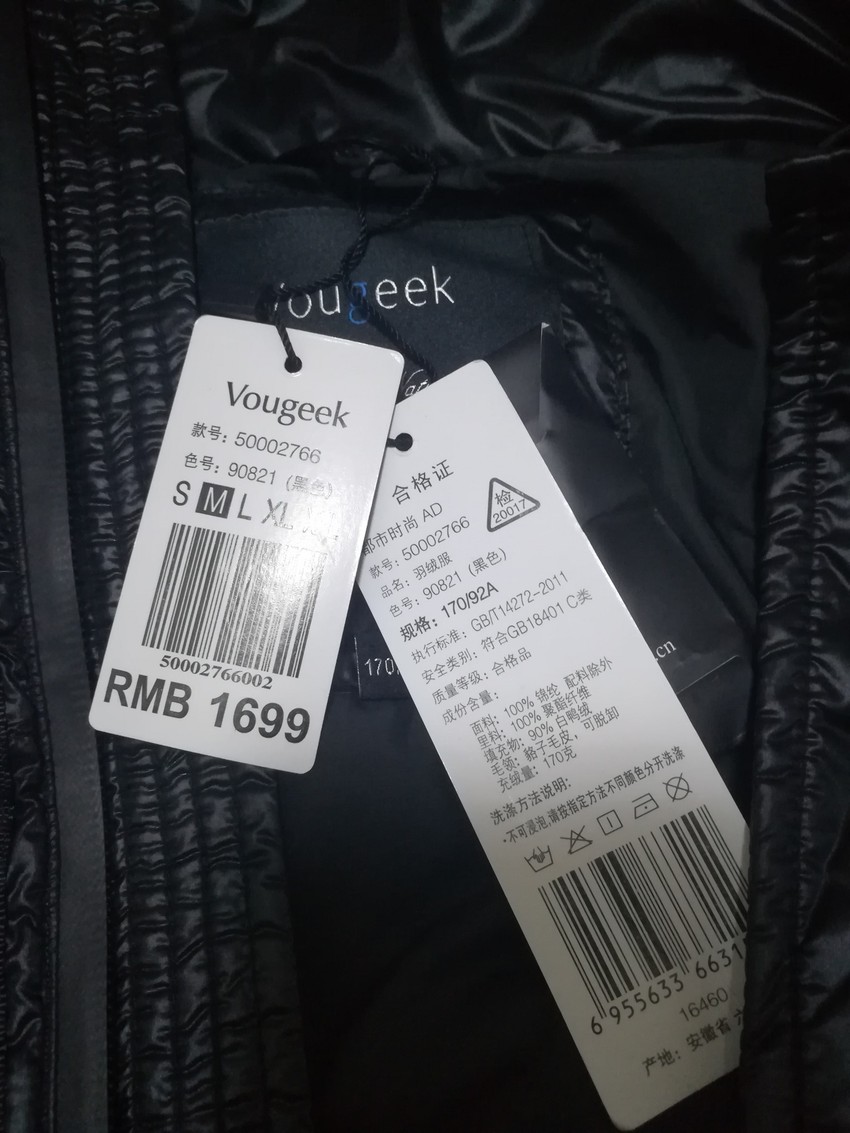 geek
Vougeek
款号: 50002766
色号: 90821 (黑色)
S M L XL
50002766002
RMB 1699
合格证
检
20017
都市时尚 AD
款号: 50002766
品名: 羽绒服
色号: 90821 (黑色)
规格: 170/92A
执行标准: GB/T14272-2011
安全类别: 符合GB18401 C类
质量等级: 合格品
成份含量:
面料: 100% 锦纶 配料除外
里料: 100% 聚酯纤维
填充物: 90% 白鸭绒
毛领: 貉子毛皮, 可脱卸
充绒量: 170克
洗涤方法说明:
*不可浸泡,请按指定方法不同颜色分开洗涤
6 955633 6631
16460
产地: 安徽省
170
.cn